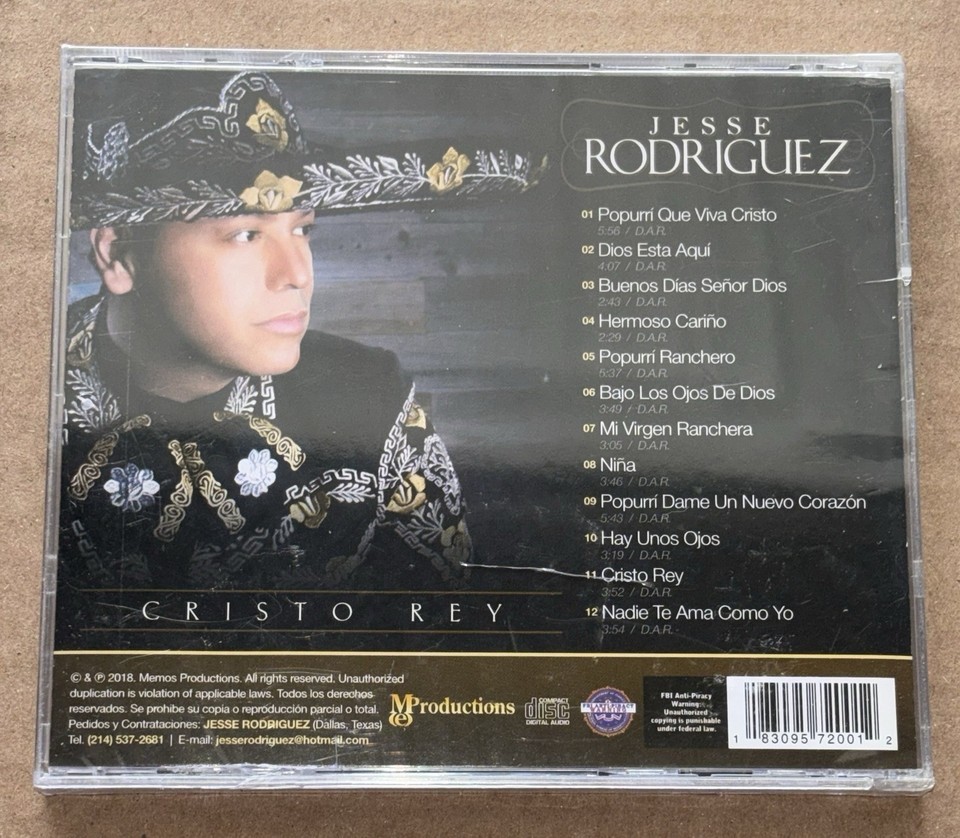 JESSE
RODRIGUEZ
01 Popurrí Que Viva Cristo
5:56 / D.A.R.
02 Dios Esta Aquí
4:07 / D.A.R.
03 Buenos Días Señor Dios
2:43 / D.A.R.
04 Hermoso Cariño
2:29 / D.A.R.
05 Popurrí Ranchero
5:37 / D.A.R.
06 Bajo Los Ojos De Dios
3:49 / D.A.R.
07 Mi Virgen Ranchera
3:05 / D.A.R.
08 Niña
3:46 / D.A.R.
09 Popurrí Dame Un Nuevo Corazón
5:43 / D.A.R.
10 Hay Unos Ojos
3:19 / D.A.R.
11 Cristo Rey
3:52 / D.A.R.
12 Nadie Te Ama Como Yo
3:54 / D.A.R.
CRISTO REY
© & ℗ 2018. Memos Productions. All rights reserved. Unauthorized
duplication is violation of applicable laws. Todos los derechos
reservados. Se prohibe su copia o reproducción parcial o total.
Pedidos y Contrataciones: JESSE RODRIGUEZ (Dallas, Texas)
Tel. (214) 537-2681 | E-mail: jesserodriguez@hotmail.com
Me Productions
COMPACT
disc
DIGITAL AUDIO
FBI ANTI-PIRACY
WARNING
FBI Anti-Piracy
Warning:
Unauthorized
copying is punishable
under federal law.
1 83095 72001 2